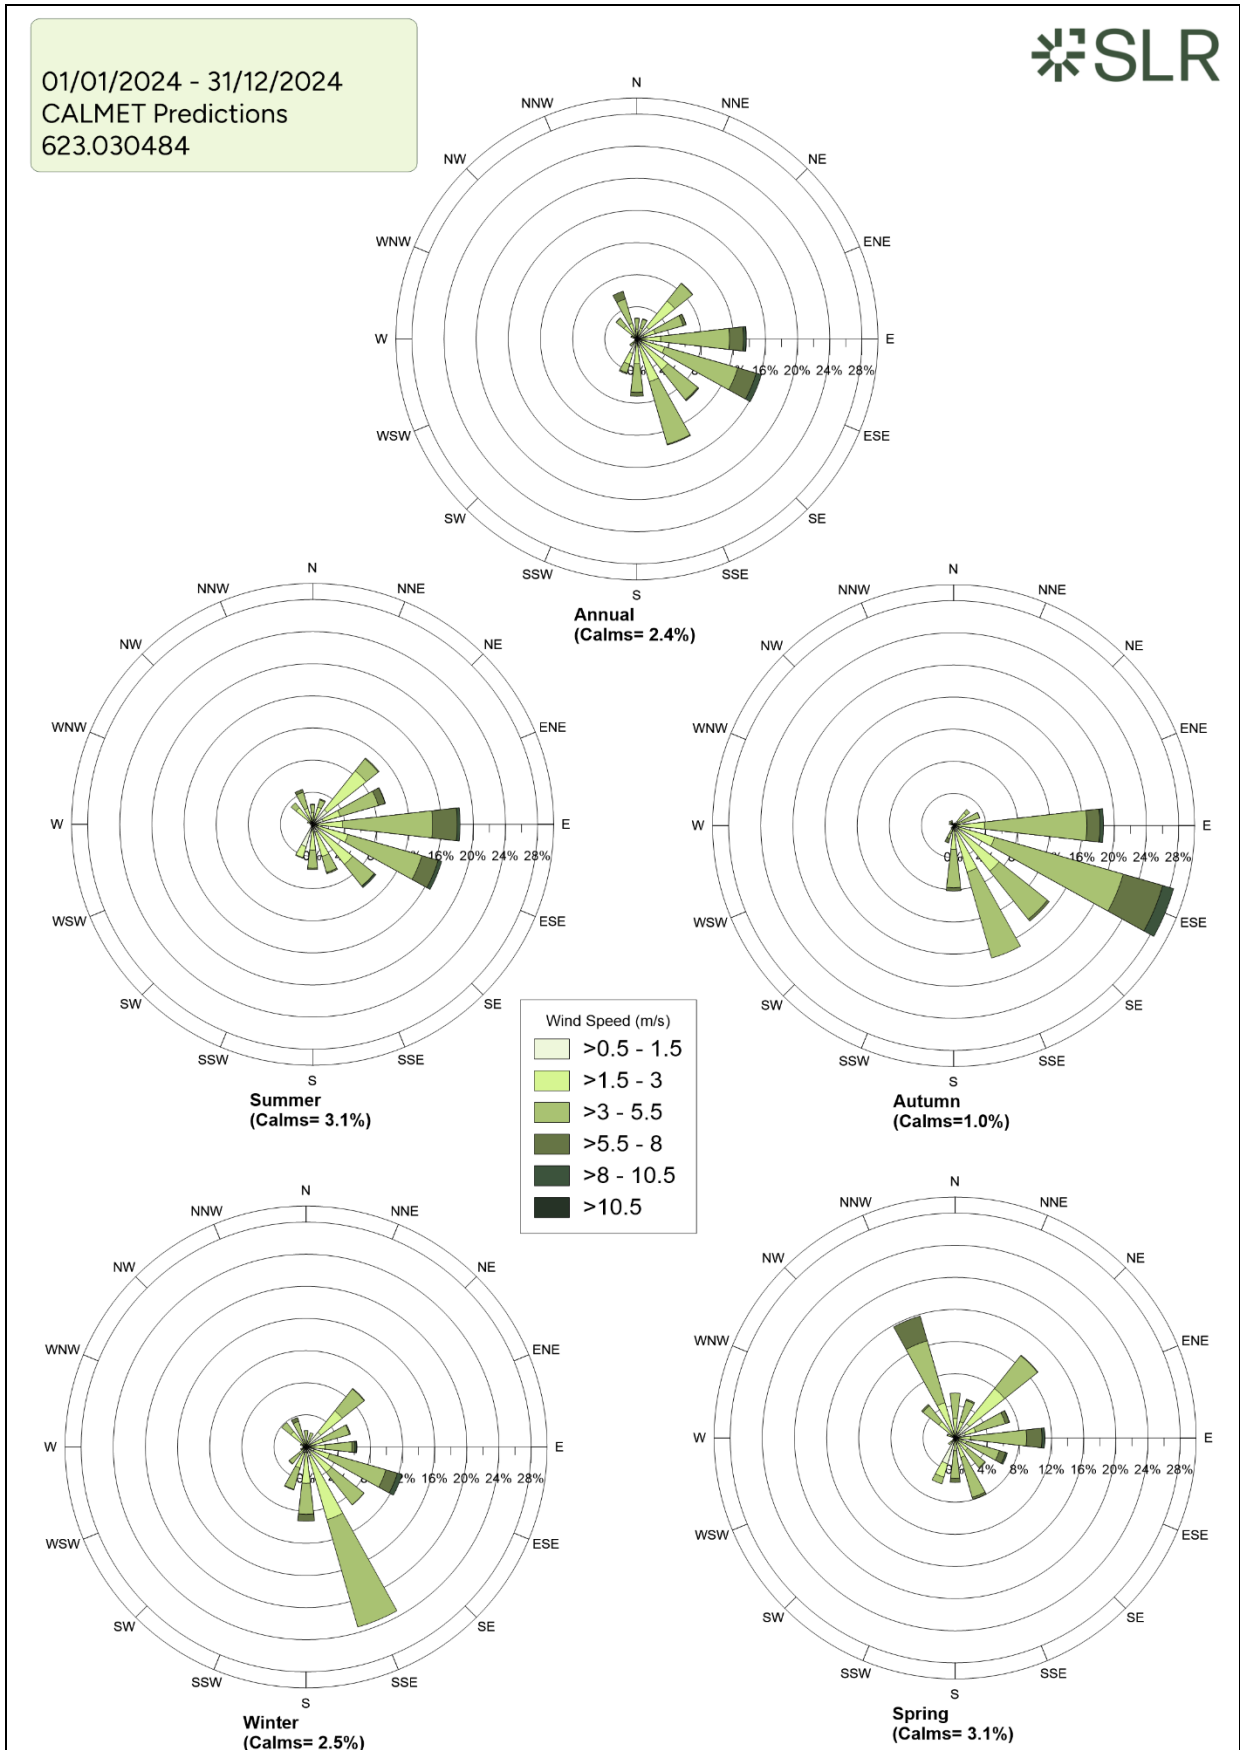 01/01/2024 - 31/12/2024
CALMET Predictions
623.030484
SLR
N
NNW NNE
NW NE
WNW ENE
W E
16% 20% 24% 28%
WSW ESE
SW SE
SSW SSE
S
Annual
(Calms= 2.4%)
N
NNW NNE
NW NE
WNW ENE
W E
16% 20% 24% 28%
WSW ESE
SW SE
SSW SSE
S
Summer
(Calms= 3.1%)
N
NNW NNE
NW NE
WNW ENE
W E
0% 4% 8% 12% 16% 20% 24% 28%
WSW ESE
SW SE
SSW SSE
S
Autumn
(Calms=1.0%)
Wind Speed (m/s)
>0.5 - 1.5
>1.5 - 3
>3 - 5.5
>5.5 - 8
>8 - 10.5
>10.5
N
NNW NNE
NW NE
WNW ENE
W E
12% 16% 20% 24% 28%
WSW ESE
SW SE
SSW SSE
S
Winter
(Calms= 2.5%)
N
NNW NNE
NW NE
WNW ENE
W E
0% 4% 8% 12% 16% 20% 24% 28%
WSW ESE
SW SE
SSW SSE
S
Spring
(Calms= 3.1%)